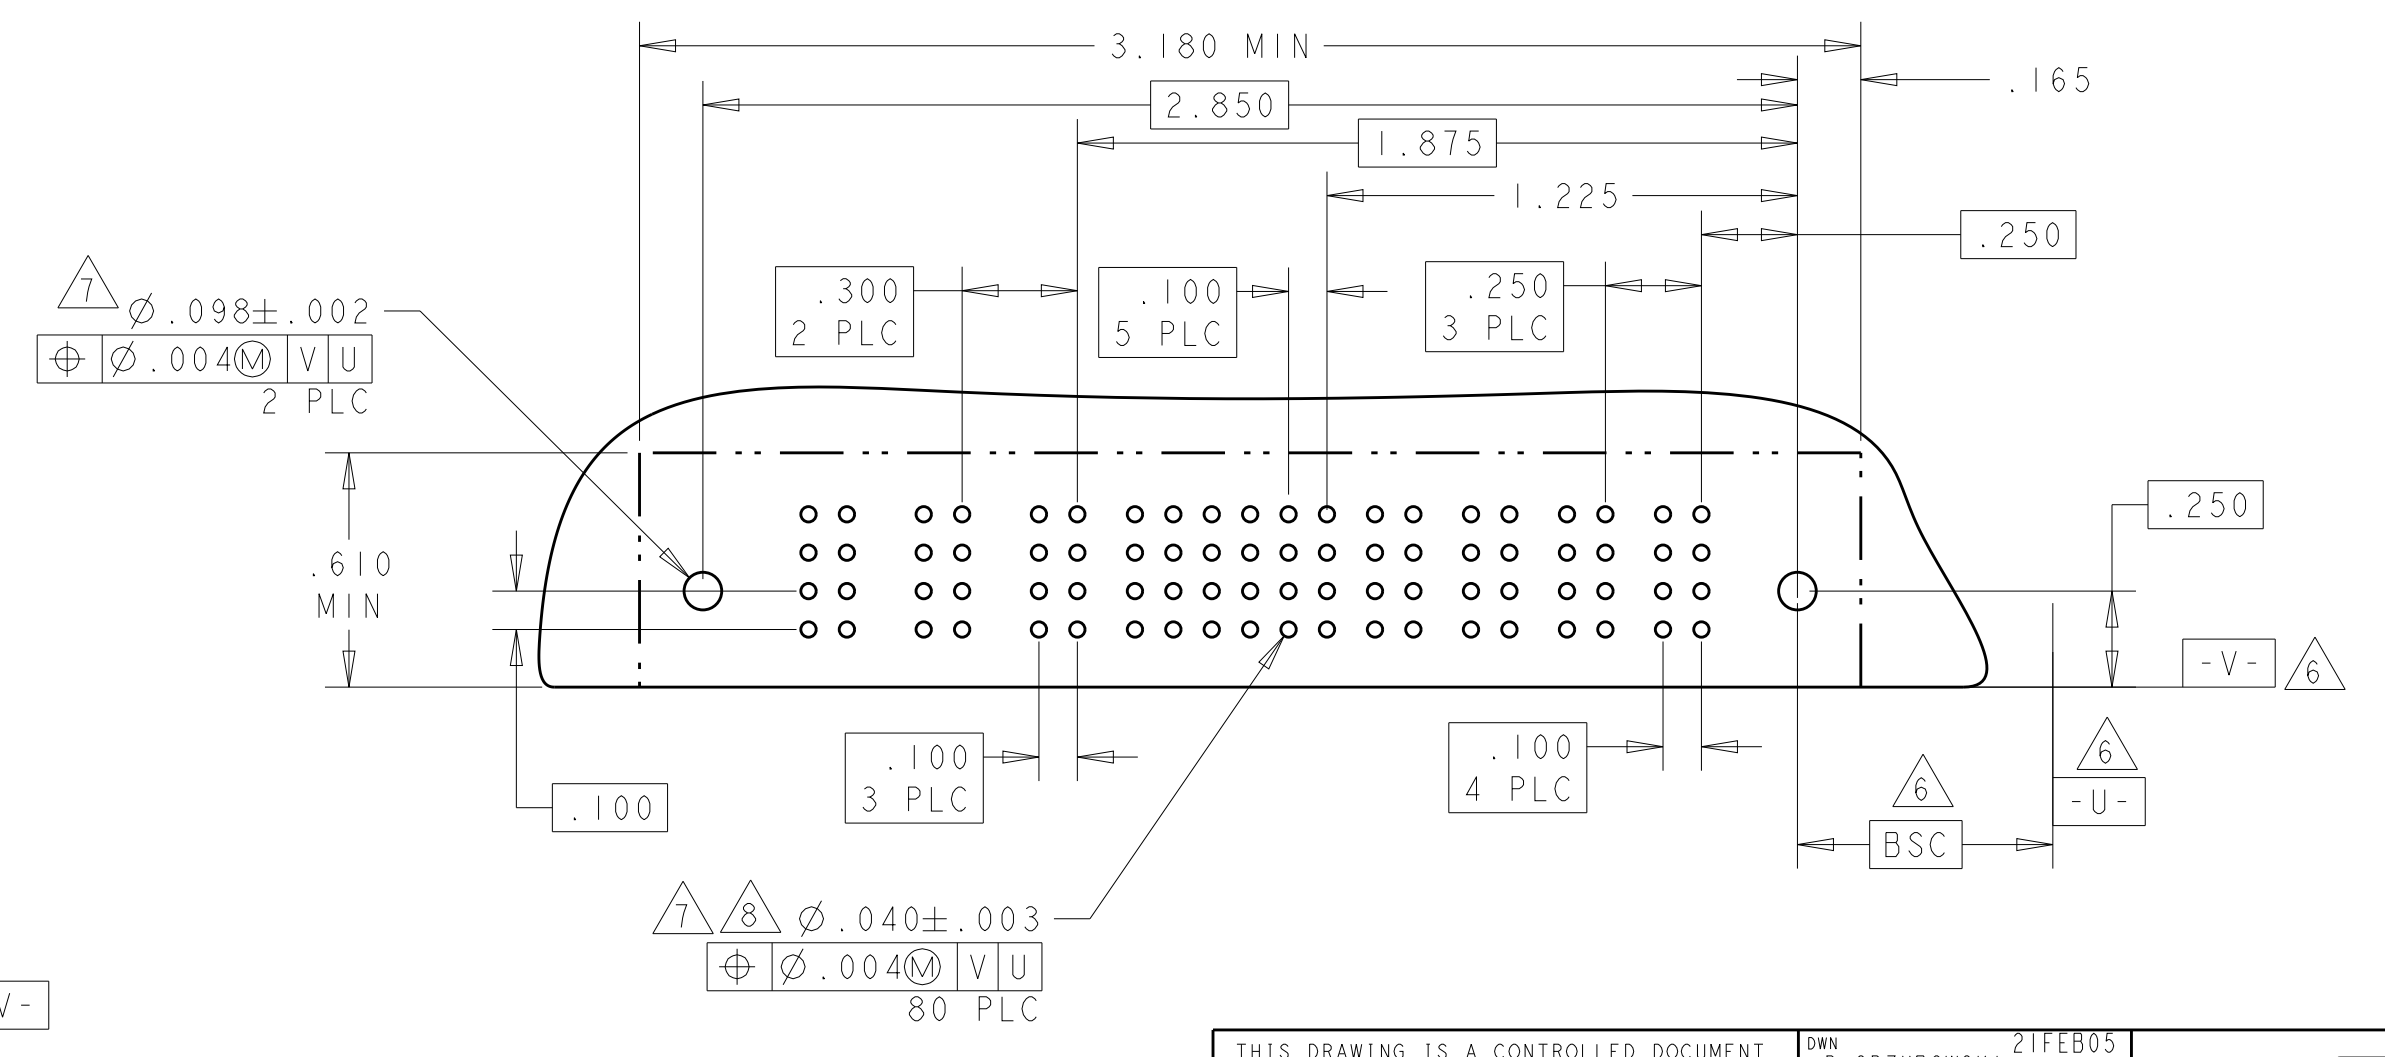 3.180 MIN
.165
2.850
1.875
1.225
.250
.300
2 PLC
.100
5 PLC
.250
3 PLC
7
Ø.098±.002
⌖ Ø.004Ⓜ V U
2 PLC
.610
MIN
.250
-V-
6
.100
.100
3 PLC
.100
4 PLC
6
6
-U-
BSC
7 8 Ø.040±.003
⌖ Ø.004Ⓜ V U
80 PLC
V-
THIS DRAWING IS A CONTROLLED DOCUMENT
DWN
21FEB05